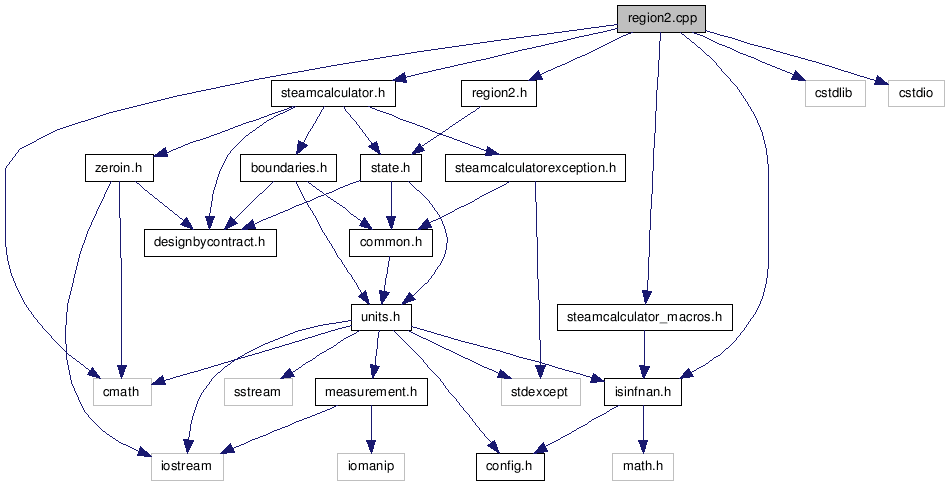 region2.cpp
steamcalculator.h
region2.h
cstdlib
cstdio
zeroin.h
boundaries.h
state.h
steamcalculatorexception.h
designbycontract.h
common.h
units.h
steamcalculator_macros.h
cmath
sstream
measurement.h
stdexcept
isinfnan.h
iostream
iomanip
config.h
math.h